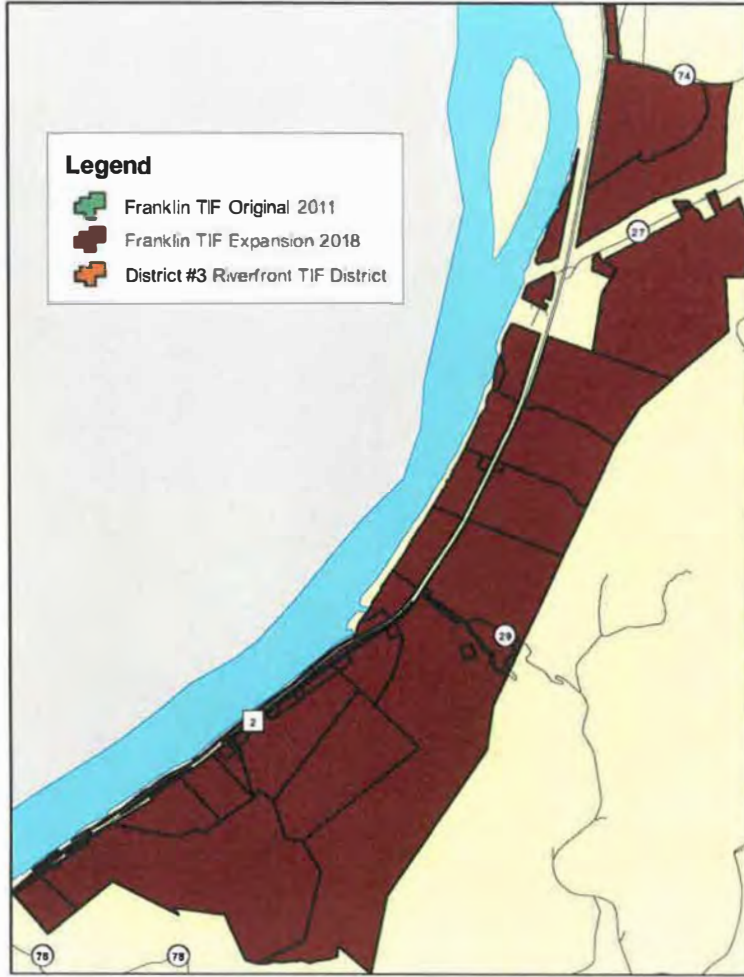 Legend
Franklin TIF Original 2011
Franklin TIF Expansion 2018
District #3 Riverfront TIF District
74
27
29
2
78
78